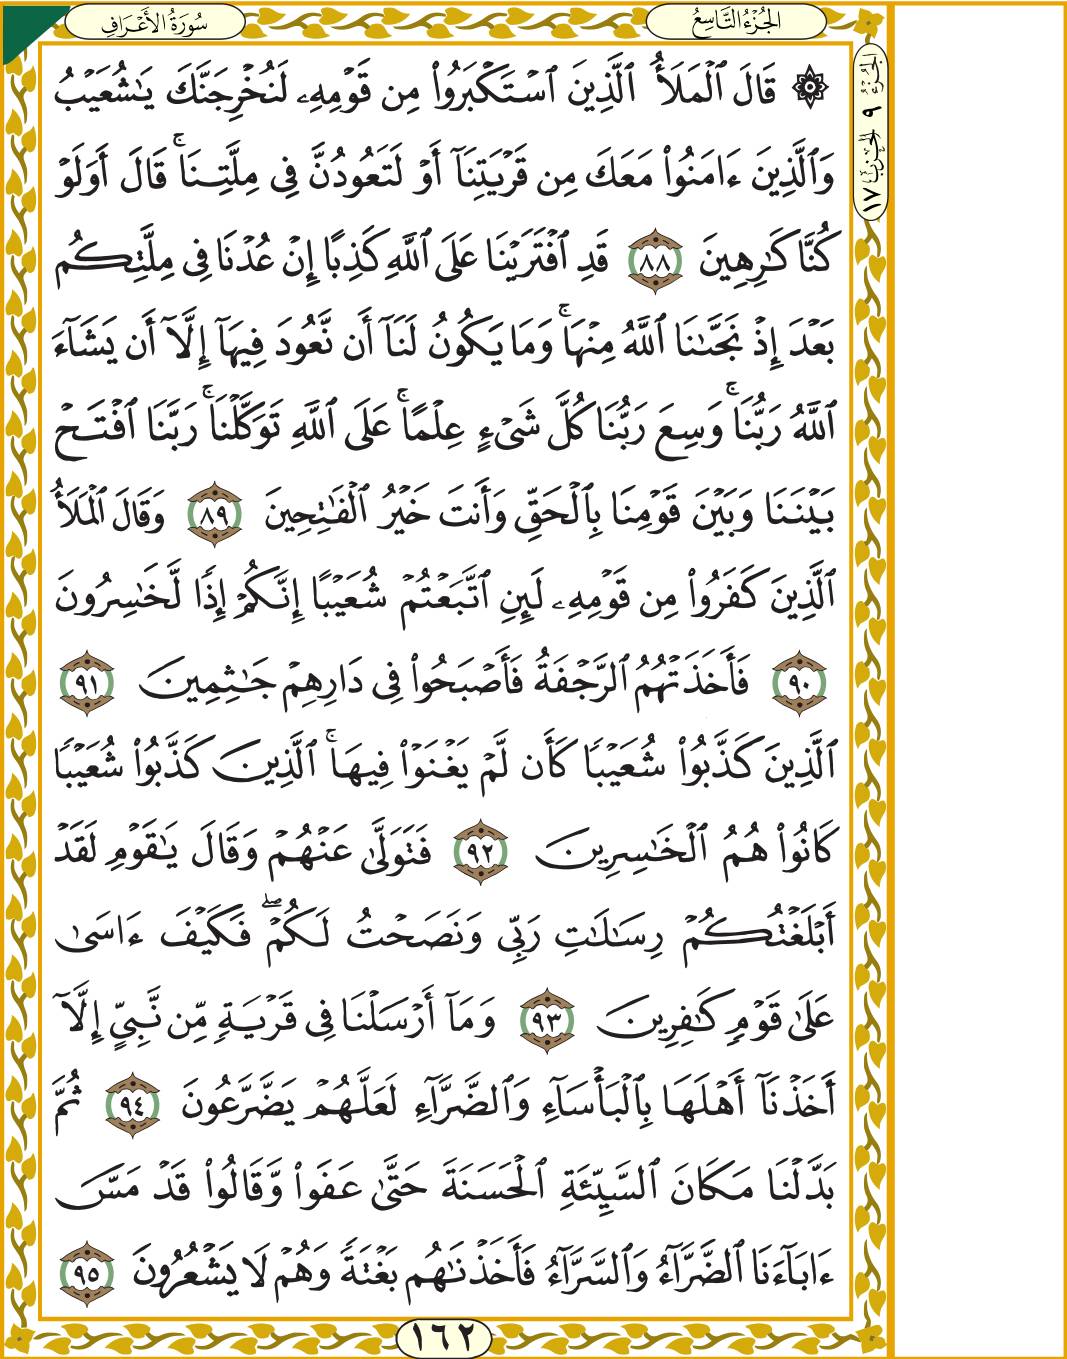 سُورَةُ الأَعْرَافِ
الجُزْءُ التَّاسِعُ
الجزء ٩ الحزب ١٧
۞ قَالَ ٱلْمَلَأُ ٱلَّذِينَ ٱسْتَكْبَرُوا۟ مِن قَوْمِهِۦ لَنُخْرِجَنَّكَ يَـٰشُعَيْبُ
وَٱلَّذِينَ ءَامَنُوا۟ مَعَكَ مِن قَرْيَتِنَآ أَوْ لَتَعُودُنَّ فِى مِلَّتِنَا ۚ قَالَ أَوَلَوْ
كُنَّا كَـٰرِهِينَ ٨٨ قَدِ ٱفْتَرَيْنَا عَلَى ٱللَّهِ كَذِبًا إِنْ عُدْنَا فِى مِلَّتِكُم
بَعْدَ إِذْ نَجَّىٰنَا ٱللَّهُ مِنْهَا ۚ وَمَا يَكُونُ لَنَآ أَن نَّعُودَ فِيهَآ إِلَّآ أَن يَشَآءَ
ٱللَّهُ رَبُّنَا ۚ وَسِعَ رَبُّنَا كُلَّ شَىْءٍ عِلْمًا ۚ عَلَى ٱللَّهِ تَوَكَّلْنَا ۚ رَبَّنَا ٱفْتَحْ
بَيْنَنَا وَبَيْنَ قَوْمِنَا بِٱلْحَقِّ وَأَنتَ خَيْرُ ٱلْفَـٰتِحِينَ ٨٩ وَقَالَ ٱلْمَلَأُ
ٱلَّذِينَ كَفَرُوا۟ مِن قَوْمِهِۦ لَئِنِ ٱتَّبَعْتُمْ شُعَيْبًا إِنَّكُمْ إِذًا لَّخَـٰسِرُونَ
٩٠ فَأَخَذَتْهُمُ ٱلرَّجْفَةُ فَأَصْبَحُوا۟ فِى دَارِهِمْ جَـٰثِمِينَ ٩١
ٱلَّذِينَ كَذَّبُوا۟ شُعَيْبًا كَأَن لَّمْ يَغْنَوْا۟ فِيهَا ۚ ٱلَّذِينَ كَذَّبُوا۟ شُعَيْبًا
كَانُوا۟ هُمُ ٱلْخَـٰسِرِينَ ٩٢ فَتَوَلَّىٰ عَنْهُمْ وَقَالَ يَـٰقَوْمِ لَقَدْ
أَبْلَغْتُكُمْ رِسَـٰلَـٰتِ رَبِّى وَنَصَحْتُ لَكُمْ ۖ فَكَيْفَ ءَاسَىٰ
عَلَىٰ قَوْمٍ كَـٰفِرِينَ ٩٣ وَمَآ أَرْسَلْنَا فِى قَرْيَةٍ مِّن نَّبِىٍّ إِلَّآ
أَخَذْنَآ أَهْلَهَا بِٱلْبَأْسَآءِ وَٱلضَّرَّآءِ لَعَلَّهُمْ يَضَّرَّعُونَ ٩٤ ثُمَّ
بَدَّلْنَا مَكَانَ ٱلسَّيِّئَةِ ٱلْحَسَنَةَ حَتَّىٰ عَفَوا۟ وَّقَالُوا۟ قَدْ مَسَّ
ءَابَآءَنَا ٱلضَّرَّآءُ وَٱلسَّرَّآءُ فَأَخَذْنَـٰهُم بَغْتَةً وَهُمْ لَا يَشْعُرُونَ ٩٥
١٦٢